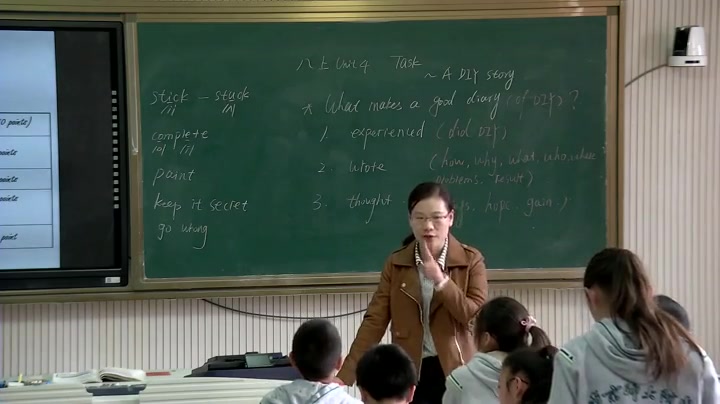 0 points)
points
points
points
point
八上 Unit 4 Task
~ A DIY story
stick - stuck
/ɪ/ /ʌ/
complete
/ə/ /iː/
paint
keep it secret
go wrong
* What makes a good diary (of DIY)?
1. experienced (did DIY)
2. wrote (how, why, what, who, where
problems. result)
3. thought hope. gain.)